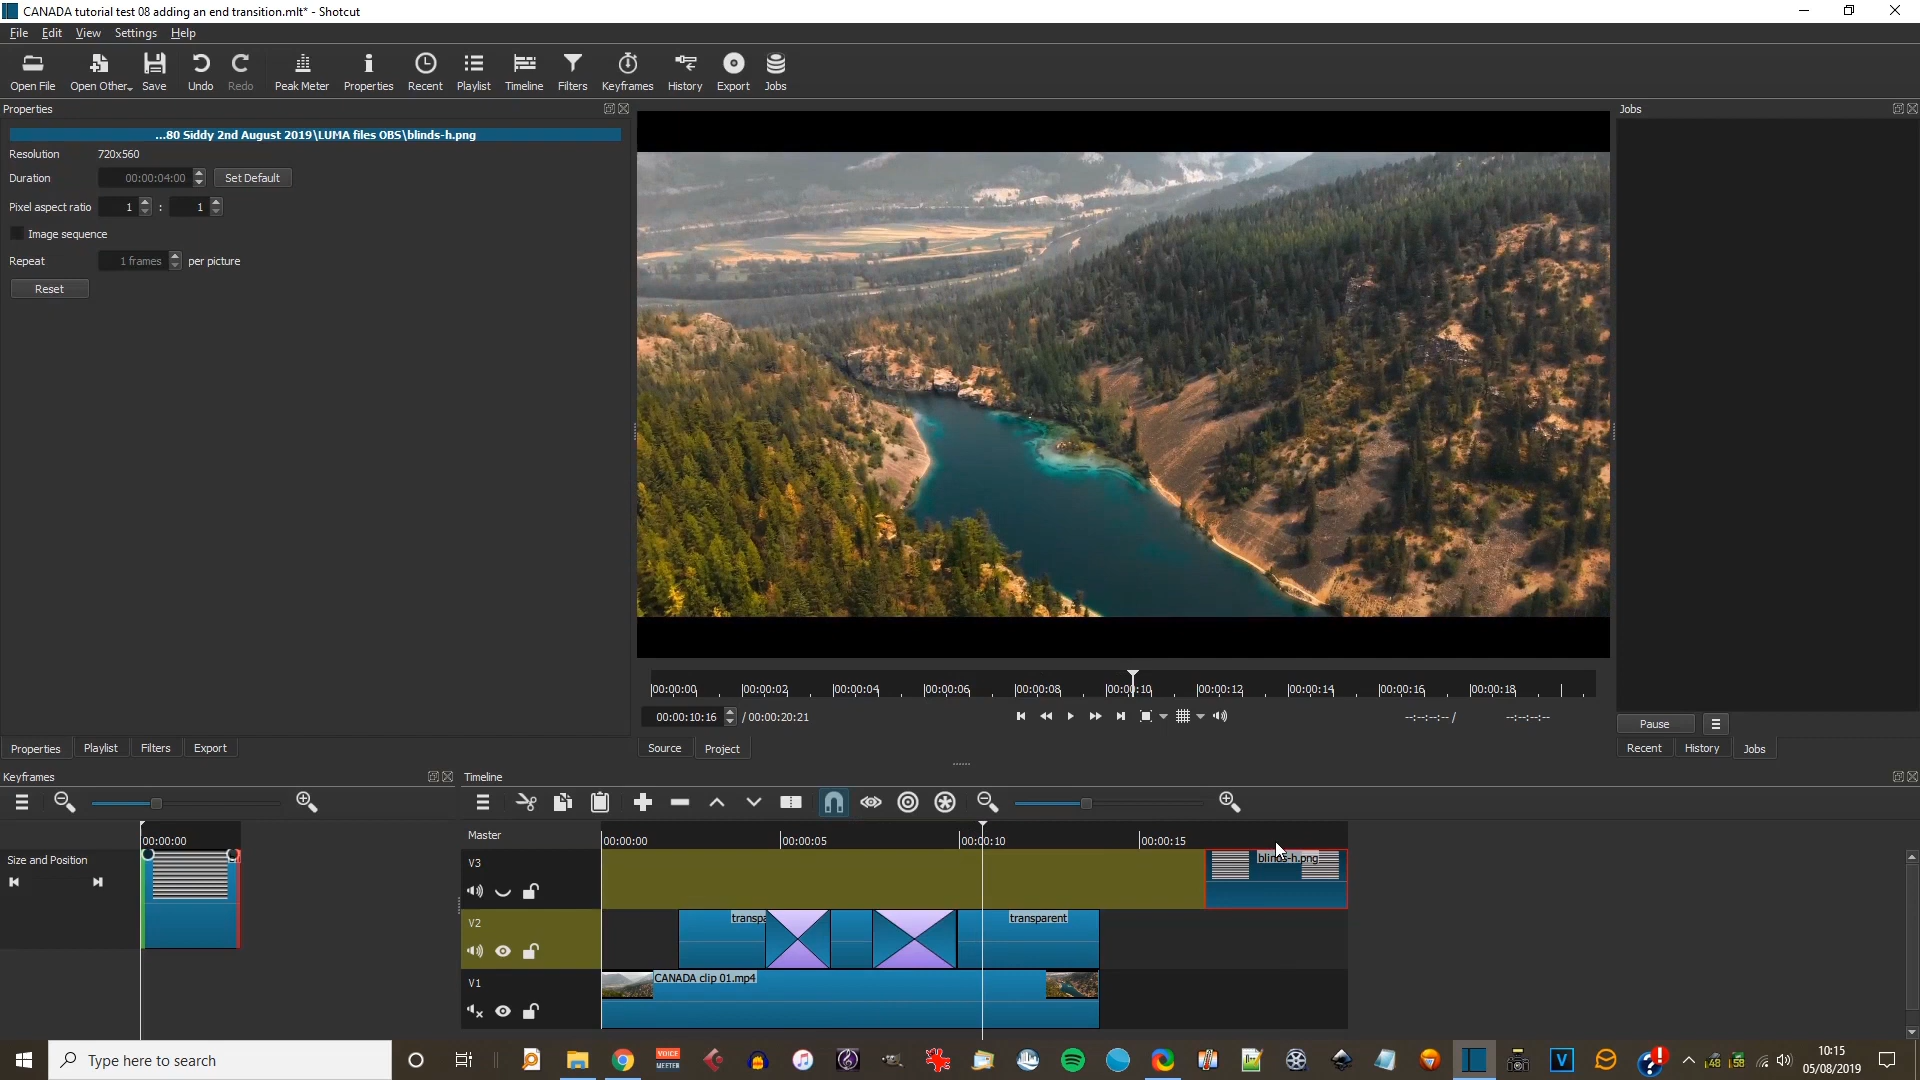 CANADA tutorial test 08 adding an end transition.mlt* - Shotcut
File Edit View Settings Help
Open File Open Other.. Save Undo Redo Peak Meter Properties Recent Playlist Timeline Filters Keyframes History Export Jobs
Properties
Jobs
...80 Siddy 2nd August 2019\LUMA files OBS\blinds-h.png
Resolution 720x560
Duration 00:00:04:00 Set Default
Pixel aspect ratio 1 : 1
Image sequence
Repeat 1 frames per picture
Reset
00:00:00 00:00:02 00:00:04 00:00:06 00:00:08 00:00:10 00:00:12 00:00:14 00:00:16 00:00:18
00:00:10:16 / 00:00:20:21 --:--:--:-- / --:--:--:--
Pause
Properties Playlist Filters Export
Source Project
Recent History Jobs
Keyframes
Timeline
00:00:00
Master 00:00:00 00:00:05 00:00:10 00:00:15
Size and Position
V3 blinds-h.png
V2 transpa transparent
V1 CANADA clip 01.mp4
Type here to search
VOICE MEETER
V
48 58
10:15
05/08/2019